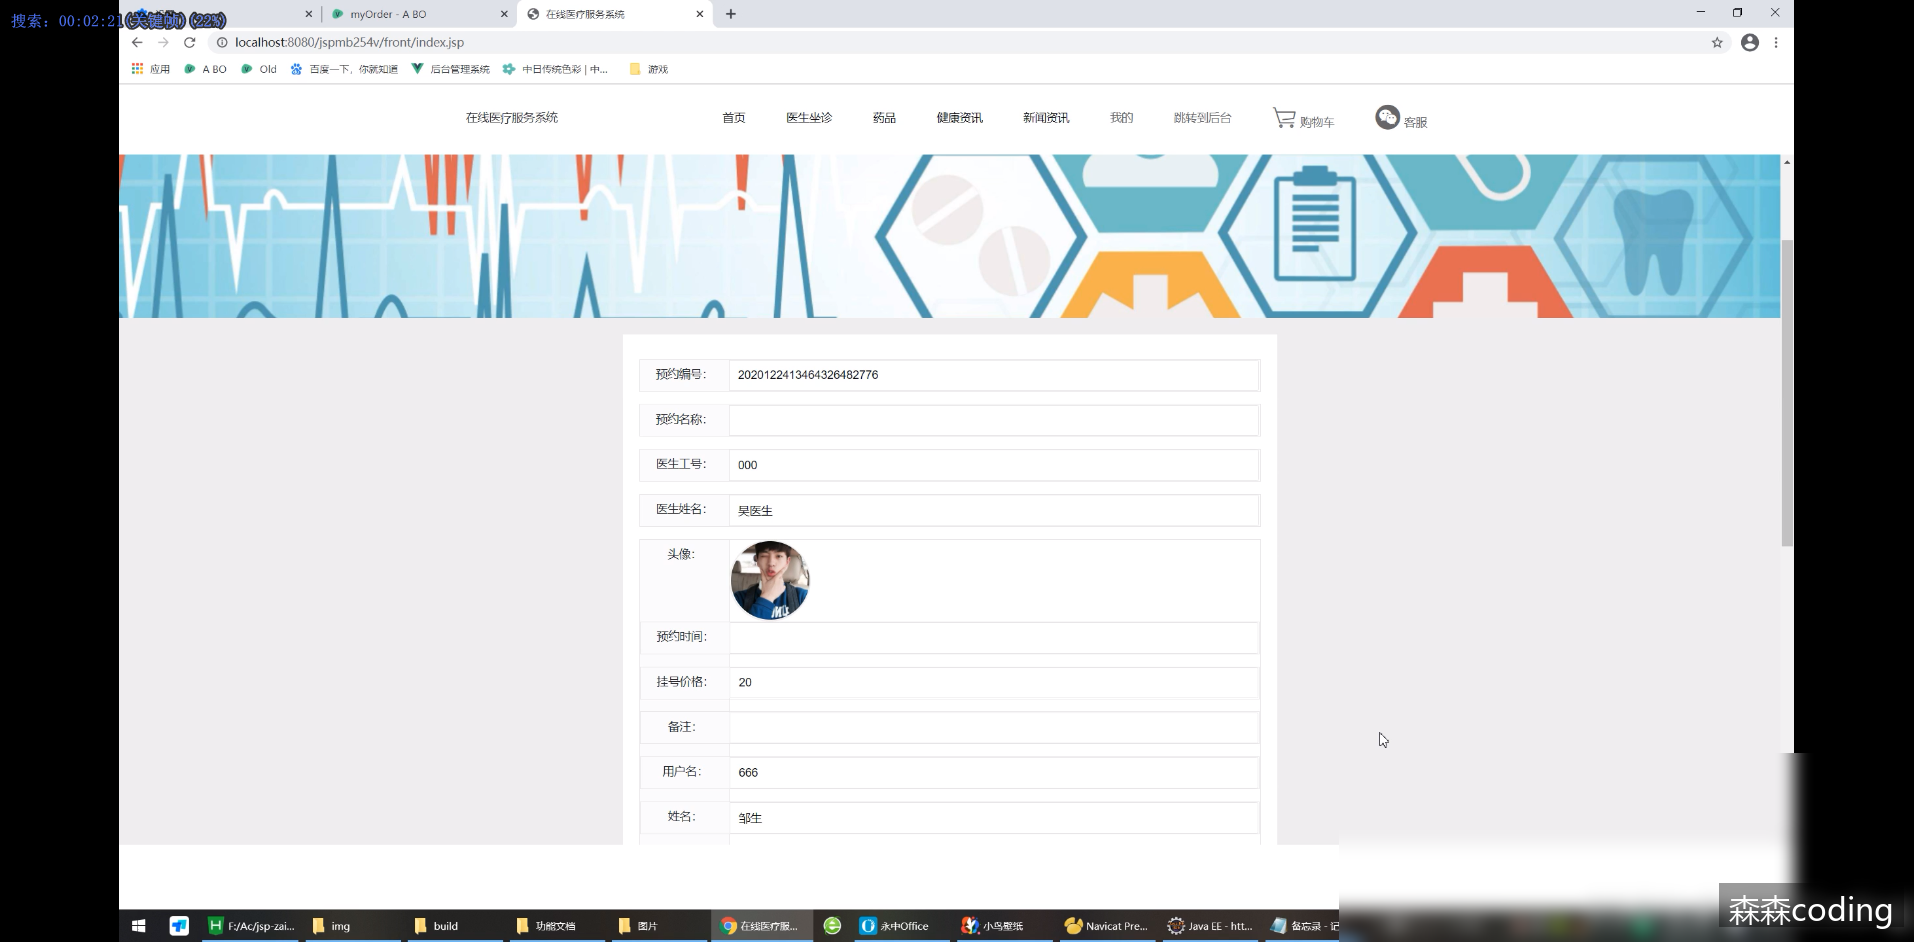 搜索: 00:02:21(关键帧) (22%)
myOrder - A BO
在线医疗服务系统
localhost:8080/jspmb254v/front/index.jsp
应用 A BO Old 百度一下，你就知道 后台管理系统 中日传统色彩 | 中... 游戏
在线医疗服务系统 首页 医生坐诊 药品 健康资讯 新闻资讯 我的 跳转到后台 购物车 客服
预约编号： 2020122413464326482776
预约名称：
医生工号： 000
医生姓名： 吴医生
头像：
预约时间：
挂号价格： 20
备注：
用户名： 666
姓名： 邹生
F:/Ac/jsp-zai... img build 功能文档 图片 在线医疗服... 永中Office 小鸟壁纸 Navicat Pre... Java EE - htt... 备忘录 - 记
森森coding